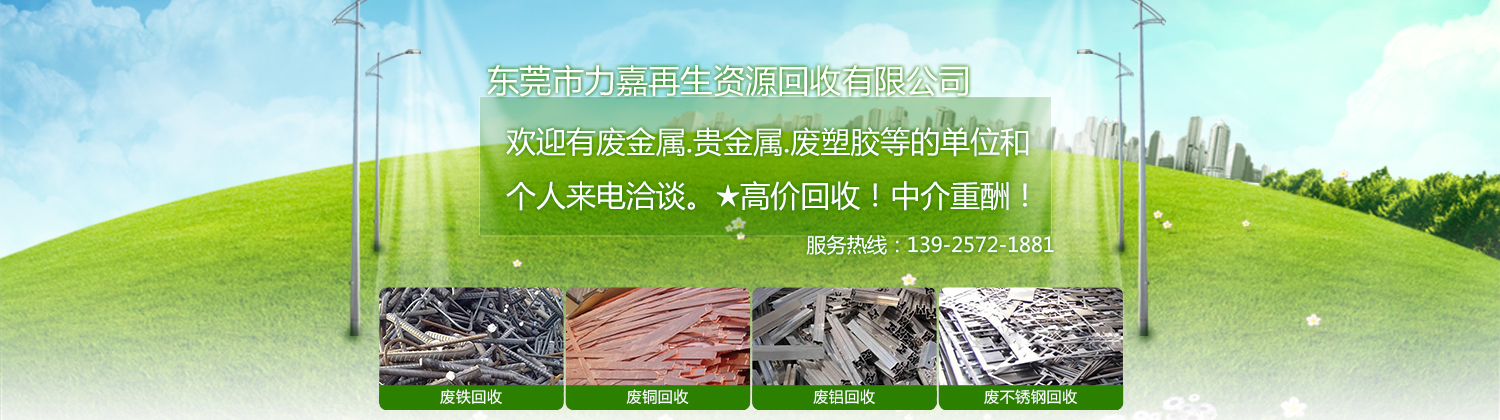 东莞市力嘉再生资源回收有限公司
欢迎有废金属.贵金属.废塑胶等的单位和
个人来电洽谈。★高价回收！中介重酬！
服务热线：139-2572-1881
废铁回收
废铜回收
废铝回收
废不锈钢回收